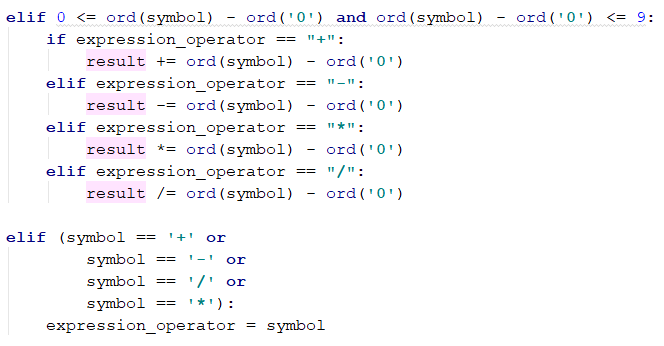 elif 0 <= ord(symbol) - ord('0') and ord(symbol) - ord('0') <= 9:
    if expression_operator == "+":
        result += ord(symbol) - ord('0')
    elif expression_operator == "-":
        result -= ord(symbol) - ord('0')
    elif expression_operator == "*":
        result *= ord(symbol) - ord('0')
    elif expression_operator == "/":
        result /= ord(symbol) - ord('0')

elif (symbol == '+' or
        symbol == '-' or
        symbol == '/' or
        symbol == '*'):
    expression_operator = symbol